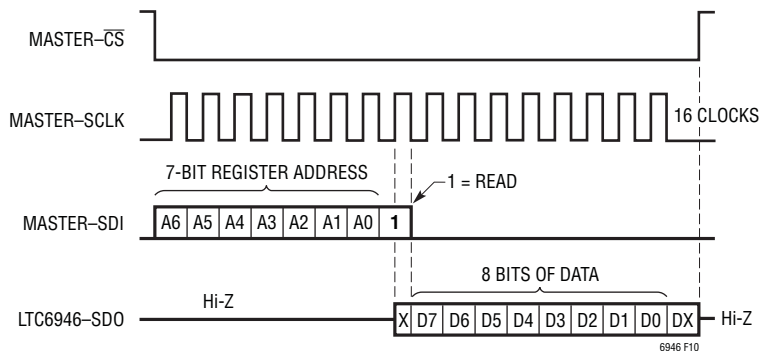 MASTER–CS
MASTER–SCLK
16 CLOCKS
7-BIT REGISTER ADDRESS
1 = READ
MASTER–SDI
A6 A5 A4 A3 A2 A1 A0 1
8 BITS OF DATA
Hi-Z
LTC6946–SDO
X D7 D6 D5 D4 D3 D2 D1 D0 DX
Hi-Z
6946 F10